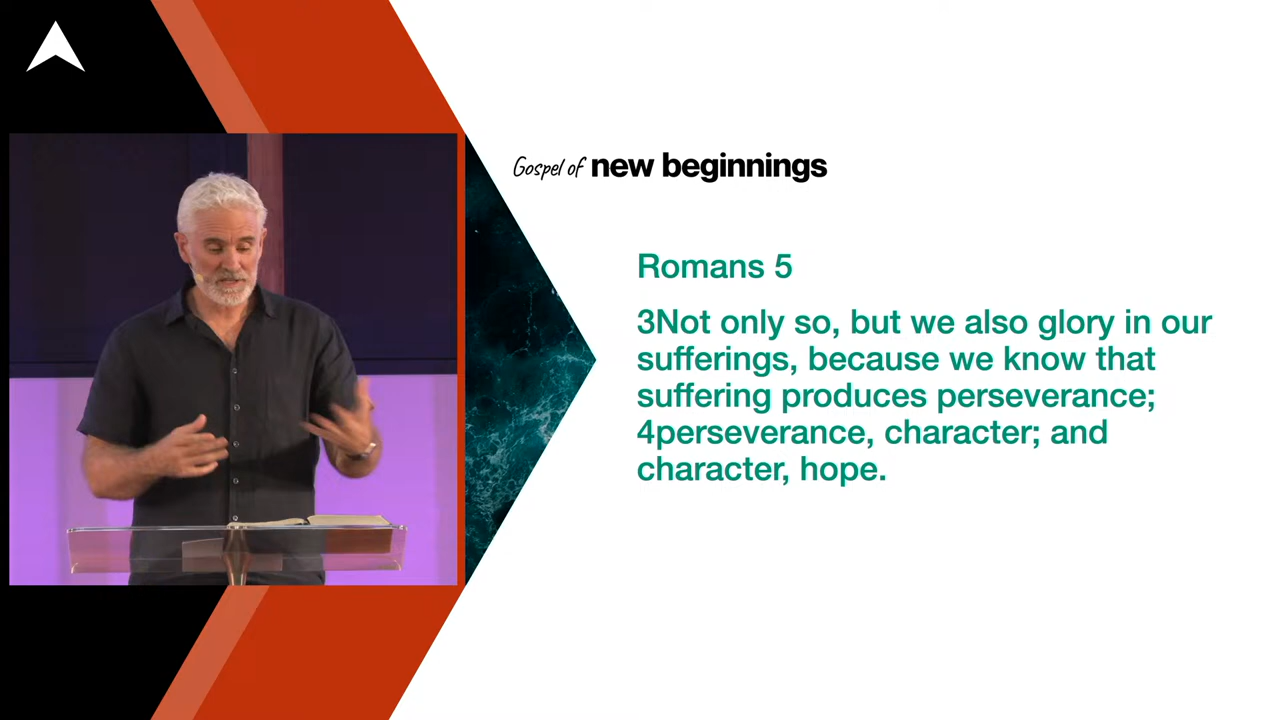 Gospel of new beginnings
Romans 5
3Not only so, but we also glory in our
sufferings, because we know that
suffering produces perseverance;
4perseverance, character; and
character, hope.